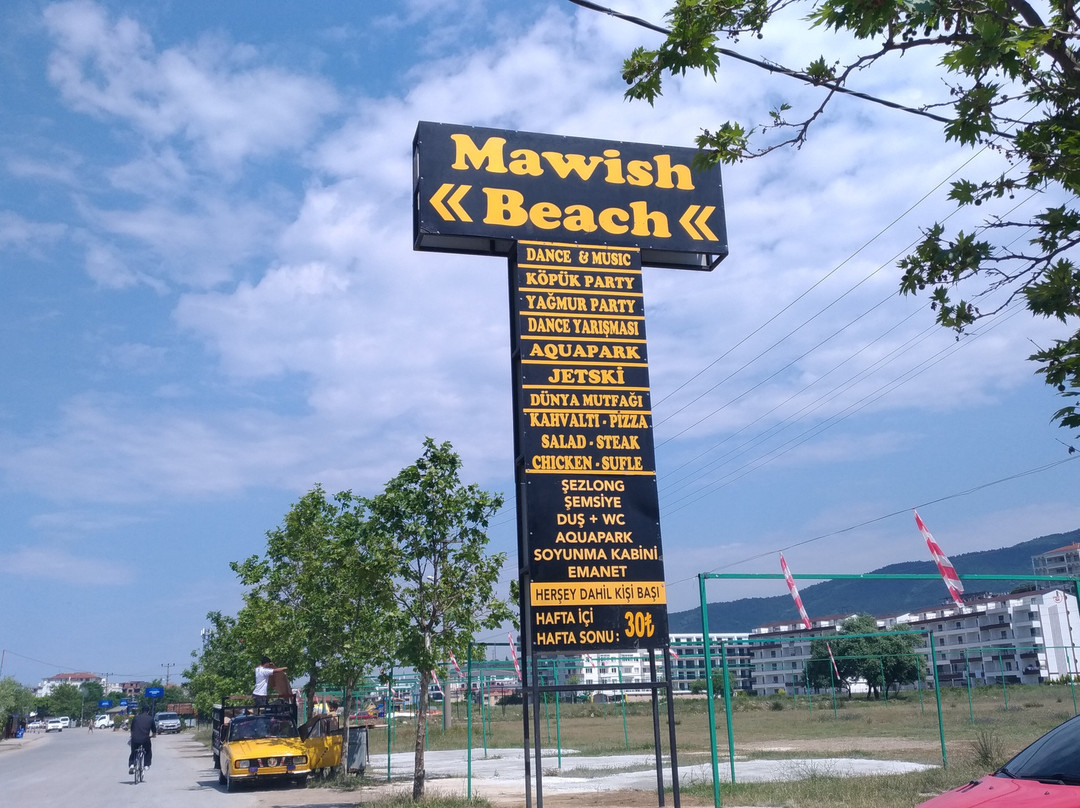 Mawish
Beach
DANCE & MUSIC
KÖPÜK PARTY
YAĞMUR PARTY
DANCE YARIŞMASI
AQUAPARK
JETSKİ
DÜNYA MUTFAĞI
KAHVALTI - PİZZA
SALAD - STEAK
CHICKEN - SUFLE
ŞEZLONG
ŞEMSİYE
DUŞ + WC
AQUAPARK
SOYUNMA KABİNİ
EMANET
HERŞEY DAHİL KİŞİ BAŞI
HAFTA İÇİ
HAFTA SONU : 30₺